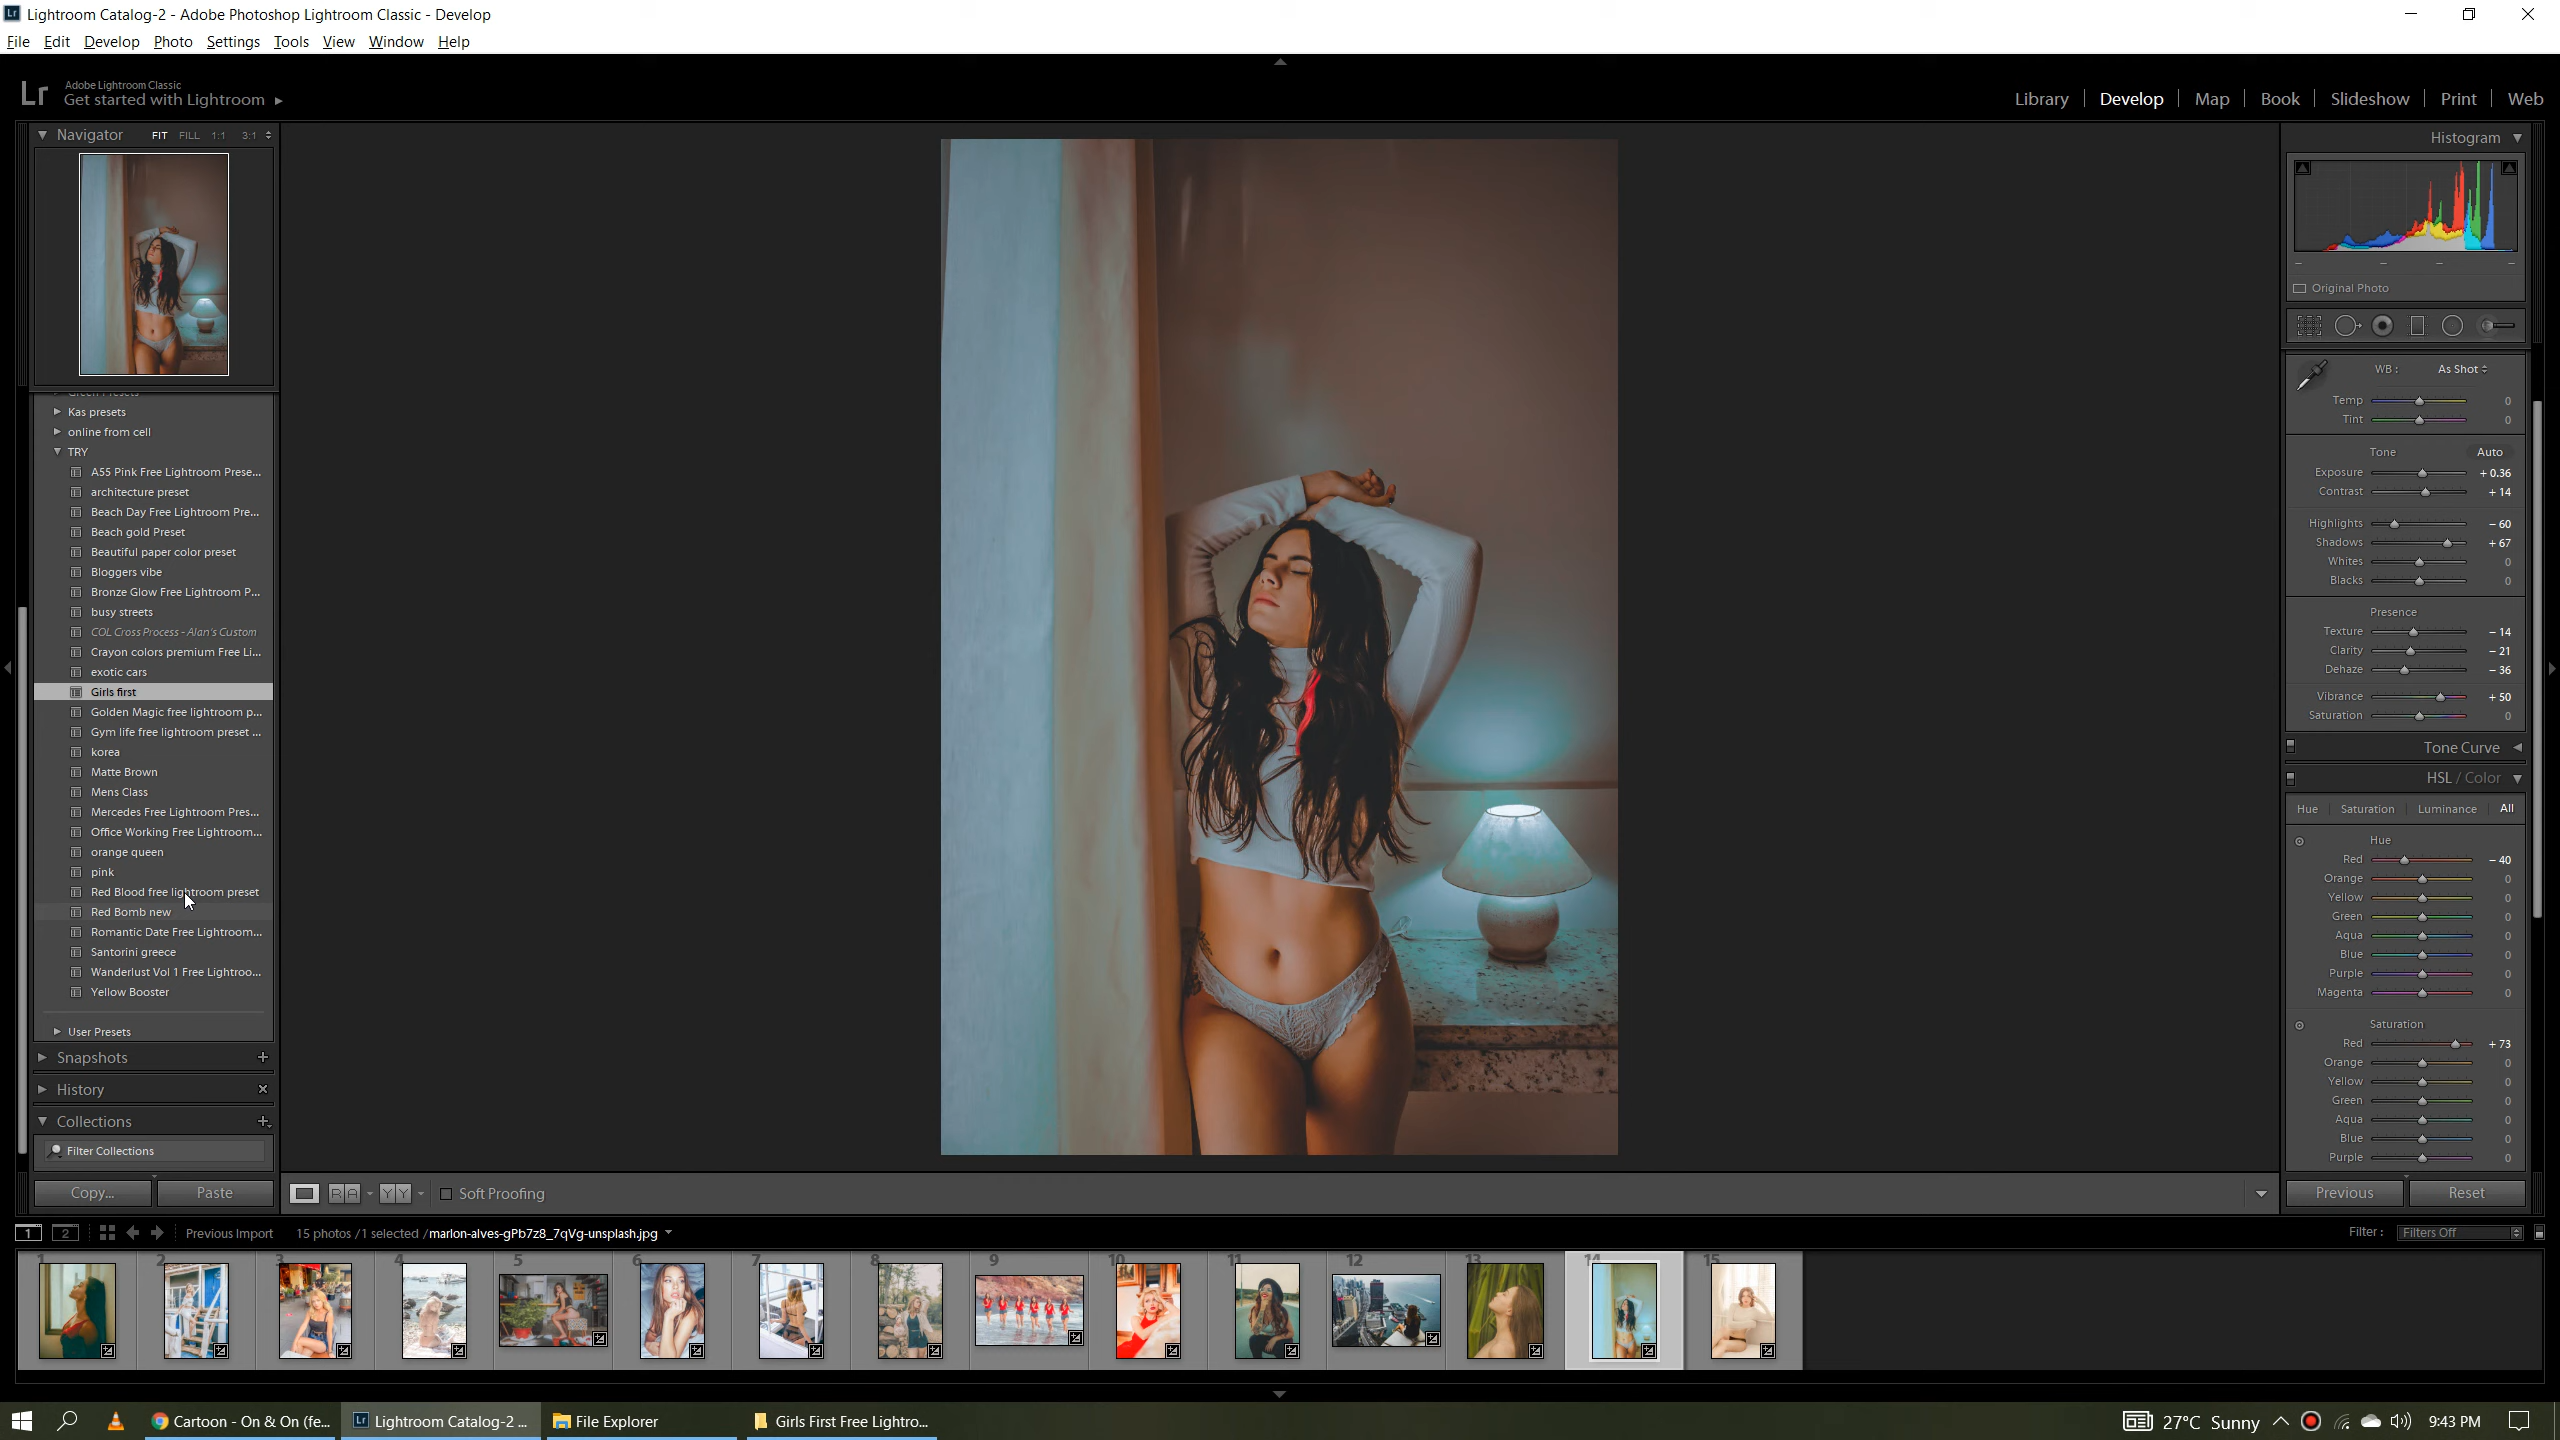 Lightroom Catalog-2 - Adobe Photoshop Lightroom Classic - Develop
File Edit Develop Photo Settings Tools View Window Help
Lr
Adobe Lightroom Classic
Get started with Lightroom
Library Develop Map Book Slideshow Print Web
Navigator FIT FILL 1:1 3:1
Kas presets
online from cell
TRY
A55 Pink Free Lightroom Prese...
architecture preset
Beach Day Free Lightroom Pre...
Beach gold Preset
Beautiful paper color preset
Bloggers vibe
Bronze Glow Free Lightroom P...
busy streets
COL Cross Process - Alan's Custom
Crayon colors premium Free Li...
exotic cars
Girls first
Golden Magic free lightroom p...
Gym life free lightroom preset ...
korea
Matte Brown
Mens Class
Mercedes Free Lightroom Pres...
Office Working Free Lightroom...
orange queen
pink
Red Blood free lightroom preset
Red Bomb new
Romantic Date Free Lightroom...
Santorini greece
Wanderlust Vol 1 Free Lightroo...
Yellow Booster
User Presets
Snapshots
History
Collections
Filter Collections
Copy... Paste
Soft Proofing
Histogram
Original Photo
WB: As Shot
Temp 0
Tint 0
Tone Auto
Exposure + 0.36
Contrast + 14
Highlights - 60
Shadows + 67
Whites 0
Blacks 0
Presence
Texture - 14
Clarity - 21
Dehaze - 36
Vibrance + 50
Saturation 0
Tone Curve
HSL / Color
Hue Saturation Luminance All
Hue
Red - 40
Orange 0
Yellow 0
Green 0
Aqua 0
Blue 0
Purple 0
Magenta 0
Saturation
Red + 73
Orange 0
Yellow 0
Green 0
Aqua 0
Blue 0
Purple 0
Previous Reset
1 2 Previous Import 15 photos /1 selected /marlon-alves-gPb7z8_7qVg-unsplash.jpg
Filter: Filters Off
1 2 3 4 5 6 7 8 9 10 11 12 13 14 15
Cartoon - On & On (fe... Lightroom Catalog-2 ... File Explorer Girls First Free Lightro...
27°C Sunny 9:43 PM